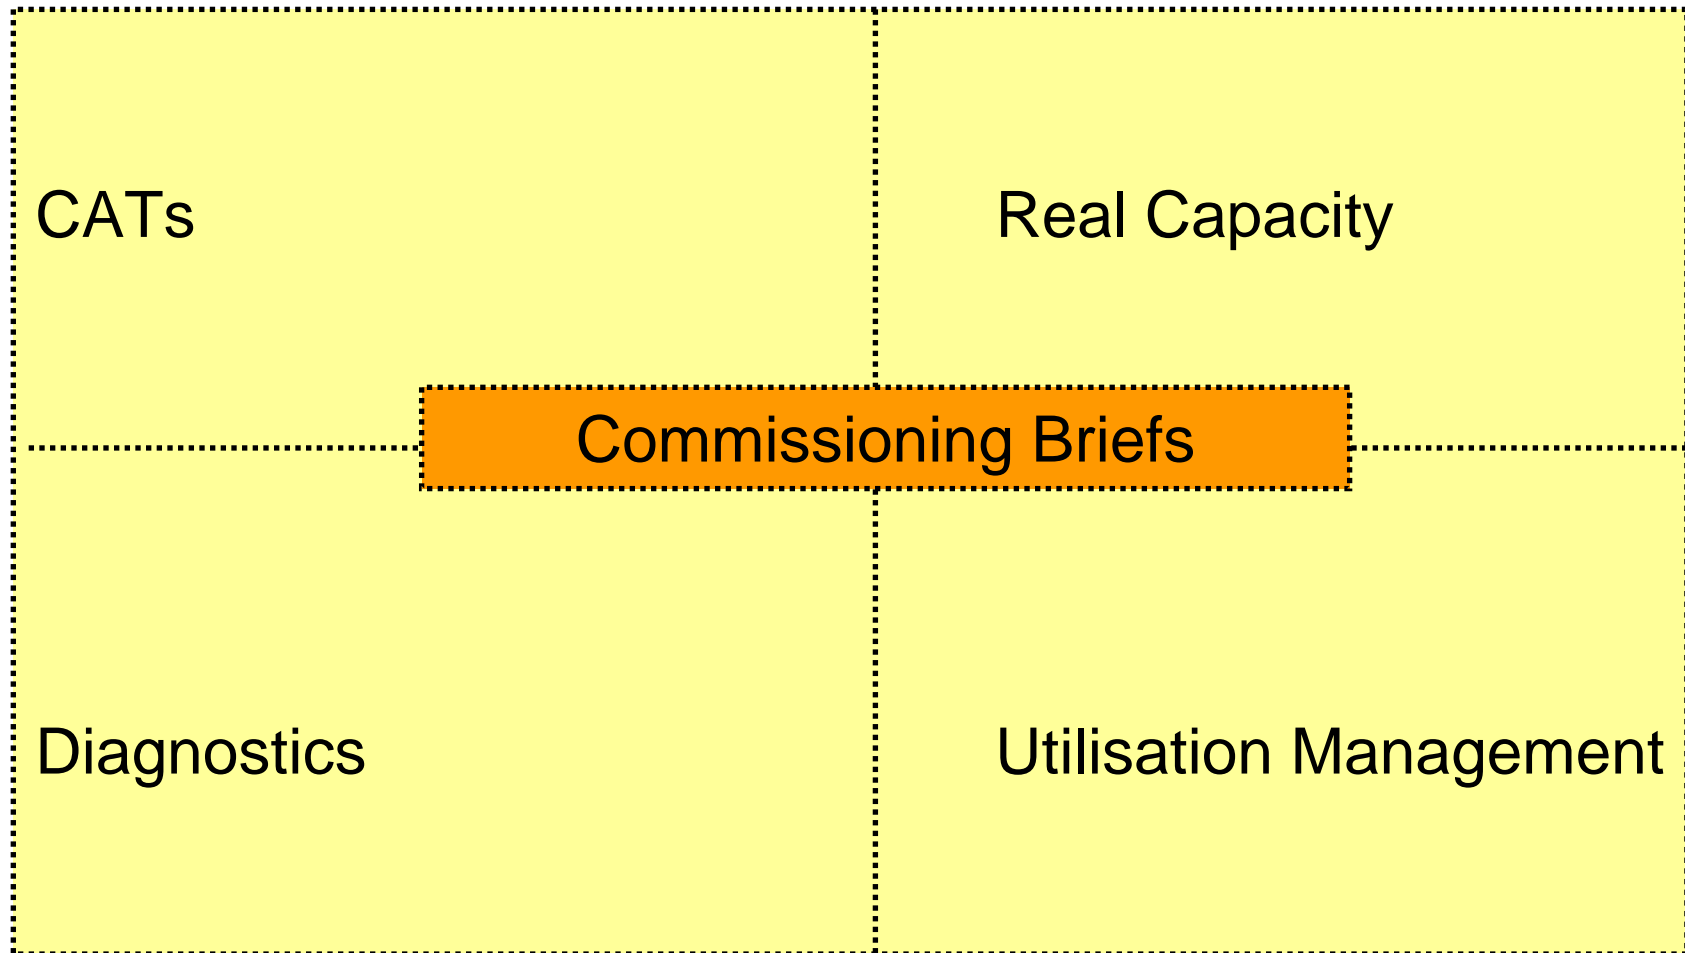 CATs
Real Capacity
Commissioning Briefs
Diagnostics
Utilisation Management